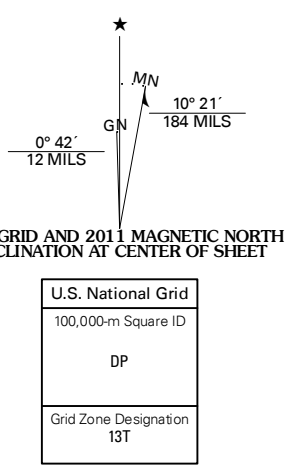 ★
MN
GN
10° 21´
184 MILS
0° 42´
12 MILS
GRID AND 2011 MAGNETIC NORTH
CLINATION AT CENTER OF SHEET
U.S. National Grid
100,000-m Square ID
DP
Grid Zone Designation
13T